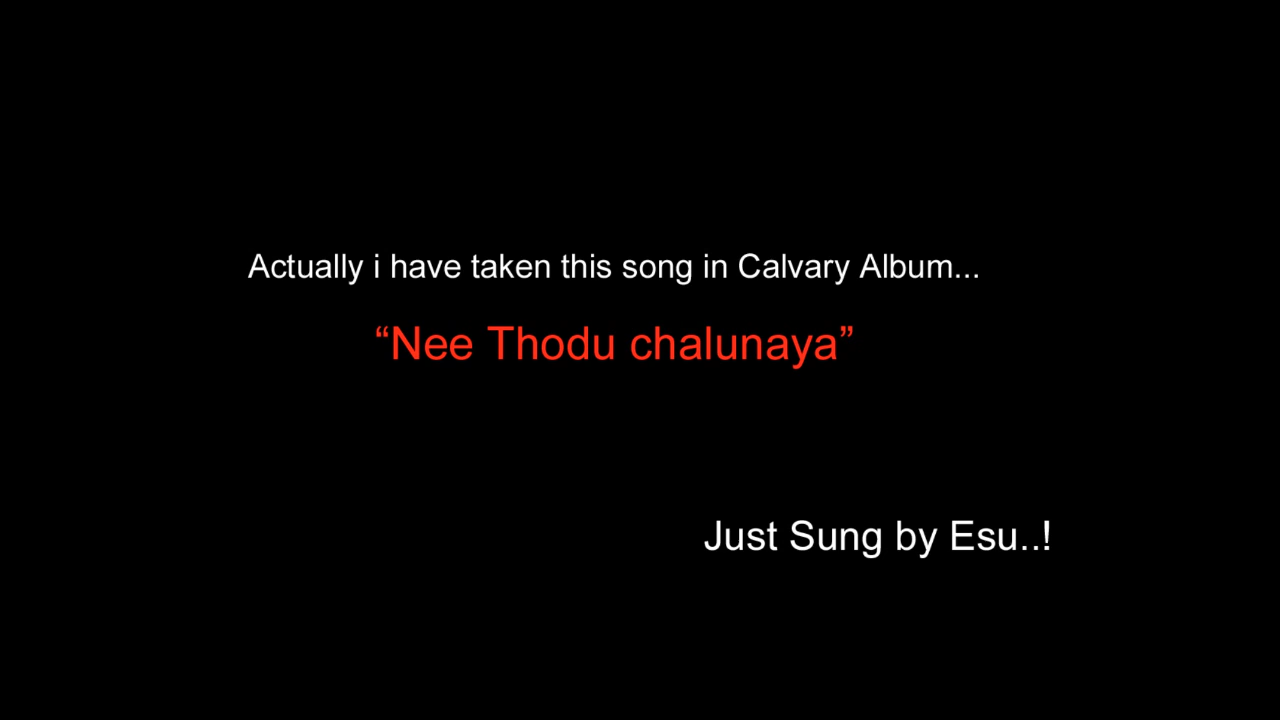 Actually i have taken this song in Calvary Album...
“Nee Thodu chalunaya”
Just Sung by Esu..!